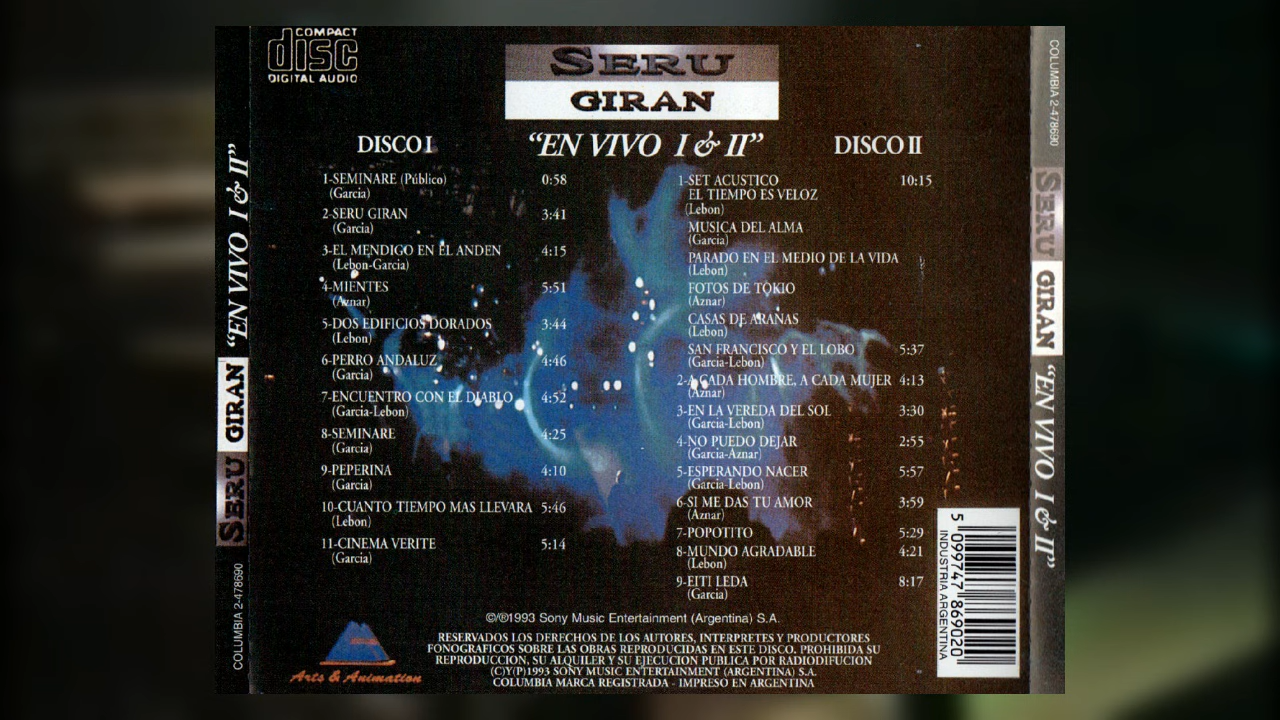 COMPACT
disc
DIGITAL AUDIO
SERU
GIRAN
"EN VIVO I & II"
DISCO I
1-SEMINARE (Público) 0:58
(Garcia)
2-SERU GIRAN 3:41
(Garcia)
3-EL MENDIGO EN EL ANDEN 4:15
(Lebon-Garcia)
4-MIENTES 5:51
(Aznar)
5-DOS EDIFICIOS DORADOS 3:44
(Lebon)
6-PERRO ANDALUZ 4:46
(Garcia)
7-ENCUENTRO CON EL DIABLO 4:52
(Garcia-Lebon)
8-SEMINARE 4:25
(Garcia)
9-PEPERINA 4:10
(Garcia)
10-CUANTO TIEMPO MAS LLEVARA 5:46
(Lebon)
11-CINEMA VERITE 5:14
(Garcia)
DISCO II
1-SET ACUSTICO 10:15
EL TIEMPO ES VELOZ
(Lebon)
MUSICA DEL ALMA
(Garcia)
PARADO EN EL MEDIO DE LA VIDA
(Lebon)
FOTOS DE TOKIO
(Aznar)
CASAS DE ARAÑAS
(Lebon)
SAN FRANCISCO Y EL LOBO 5:37
(Garcia-Lebon)
2-A CADA HOMBRE, A CADA MUJER 4:13
(Aznar)
3-EN LA VEREDA DEL SOL 3:30
(Garcia-Lebon)
4-NO PUEDO DEJAR 2:55
(Garcia-Aznar)
5-ESPERANDO NACER 5:57
(Garcia-Lebon)
6-SI ME DAS TU AMOR 3:59
(Aznar)
7-POPOTITO 5:29
8-MUNDO AGRADABLE 4:21
(Lebon)
9-EITI LEDA 8:17
(Garcia)
©/℗1993 Sony Music Entertainment (Argentina) S.A.
RESERVADOS LOS DERECHOS DE LOS AUTORES, INTERPRETES Y PRODUCTORES
FONOGRAFICOS SOBRE LAS OBRAS REPRODUCIDAS EN ESTE DISCO. PROHIBIDA SU
REPRODUCCION, SU ALQUILER Y SU EJECUCION PUBLICA POR RADIODIFUCION
(C)Y(P)1993 SONY MUSIC ENTERTAINMENT (ARGENTINA) S.A.
COLUMBIA MARCA REGISTRADA - IMPRESO EN ARGENTINA
Arts & Animation
5 099747 869020
INDUSTRIA ARGENTINA
COLUMBIA 2-478690
SERU GIRAN "EN VIVO I & II"
COLUMBIA 2-478690
SERU GIRAN "EN VIVO I & II"